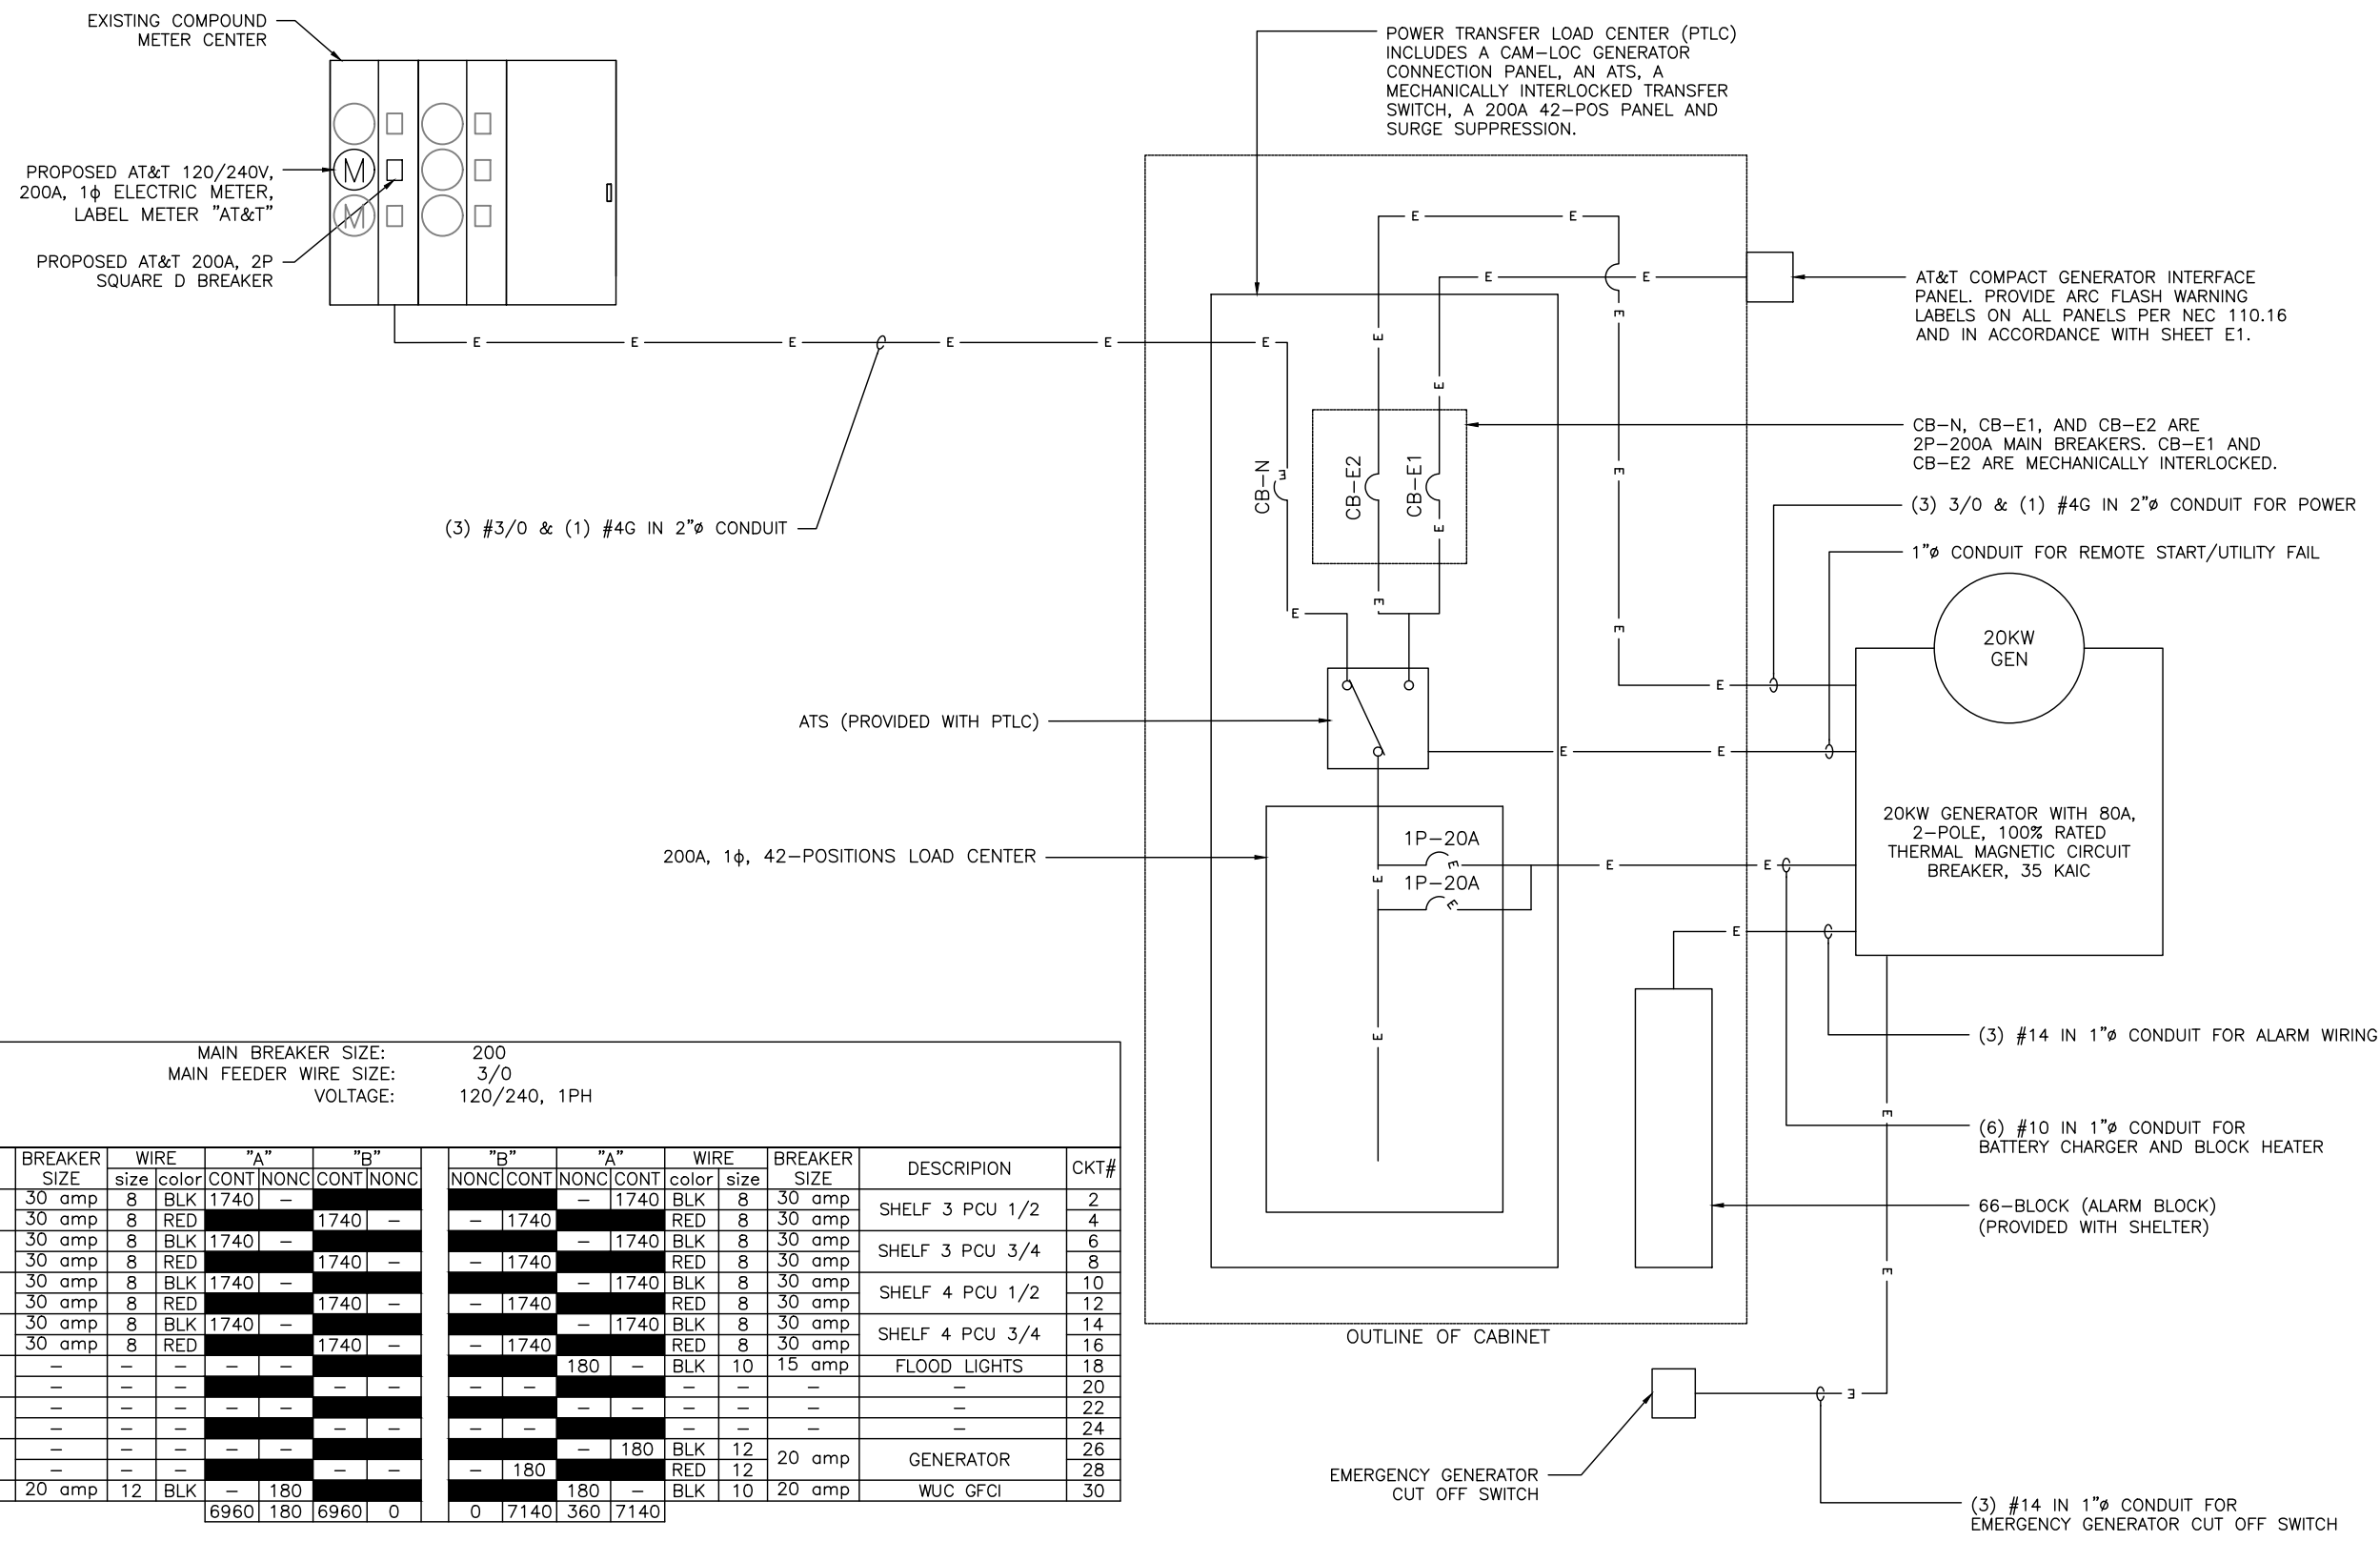 EXISTING COMPOUND
METER CENTER
PROPOSED AT&T 120/240V,
200A, 1ϕ ELECTRIC METER,
LABEL METER "AT&T"
PROPOSED AT&T 200A, 2P
SQUARE D BREAKER
M
M
E E E E E E
(3) #3/0 & (1) #4G IN 2"ø CONDUIT
POWER TRANSFER LOAD CENTER (PTLC)
INCLUDES A CAM-LOC GENERATOR
CONNECTION PANEL, AN ATS, A
MECHANICALLY INTERLOCKED TRANSFER
SWITCH, A 200A 42-POS PANEL AND
SURGE SUPPRESSION.
E E
E E
E
E
E
E
E
E
E
E
E
E
CB-N
CB-E2
CB-E1
AT&T COMPACT GENERATOR INTERFACE
PANEL. PROVIDE ARC FLASH WARNING
LABELS ON ALL PANELS PER NEC 110.16
AND IN ACCORDANCE WITH SHEET E1.
CB-N, CB-E1, AND CB-E2 ARE
2P-200A MAIN BREAKERS. CB-E1 AND
CB-E2 ARE MECHANICALLY INTERLOCKED.
(3) 3/0 & (1) #4G IN 2"ø CONDUIT FOR POWER
1"ø CONDUIT FOR REMOTE START/UTILITY FAIL
20KW
GEN
20KW GENERATOR WITH 80A,
2-POLE, 100% RATED
THERMAL MAGNETIC CIRCUIT
BREAKER, 35 KAIC
ATS (PROVIDED WITH PTLC)
E E
200A, 1ϕ, 42-POSITIONS LOAD CENTER
1P-20A
E E E
1P-20A
E
E
E
E
(3) #14 IN 1"ø CONDUIT FOR ALARM WIRING
(6) #10 IN 1"ø CONDUIT FOR
BATTERY CHARGER AND BLOCK HEATER
66-BLOCK (ALARM BLOCK)
(PROVIDED WITH SHELTER)
E
E
E
OUTLINE OF CABINET
EMERGENCY GENERATOR
CUT OFF SWITCH
(3) #14 IN 1"ø CONDUIT FOR
EMERGENCY GENERATOR CUT OFF SWITCH
MAIN BREAKER SIZE: 200
MAIN FEEDER WIRE SIZE: 3/0
VOLTAGE: 120/240, 1PH
BREAKER WIRE "A" "B" "B" "A" WIRE BREAKER DESCRIPION CKT#
SIZE size color CONT NONC CONT NONC NONC CONT NONC CONT color size SIZE
30 amp 8 BLK 1740 - - 1740 BLK 8 30 amp SHELF 3 PCU 1/2 2
30 amp 8 RED 1740 - - 1740 RED 8 30 amp 4
30 amp 8 BLK 1740 - - 1740 BLK 8 30 amp SHELF 3 PCU 3/4 6
30 amp 8 RED 1740 - - 1740 RED 8 30 amp 8
30 amp 8 BLK 1740 - - 1740 BLK 8 30 amp SHELF 4 PCU 1/2 10
30 amp 8 RED 1740 - - 1740 RED 8 30 amp 12
30 amp 8 BLK 1740 - - 1740 BLK 8 30 amp SHELF 4 PCU 3/4 14
30 amp 8 RED 1740 - - 1740 RED 8 30 amp 16
- - - - - 180 - BLK 10 15 amp FLOOD LIGHTS 18
- - - - - - - - - - - 20
- - - - - - - - - - - 22
- - - - - - - - - - - 24
- - - - - - 180 BLK 12 20 amp GENERATOR 26
- - - - - - 180 RED 12 28
20 amp 12 BLK - 180 180 - BLK 10 20 amp WUC GFCI 30
6960 180 6960 0 0 7140 360 7140